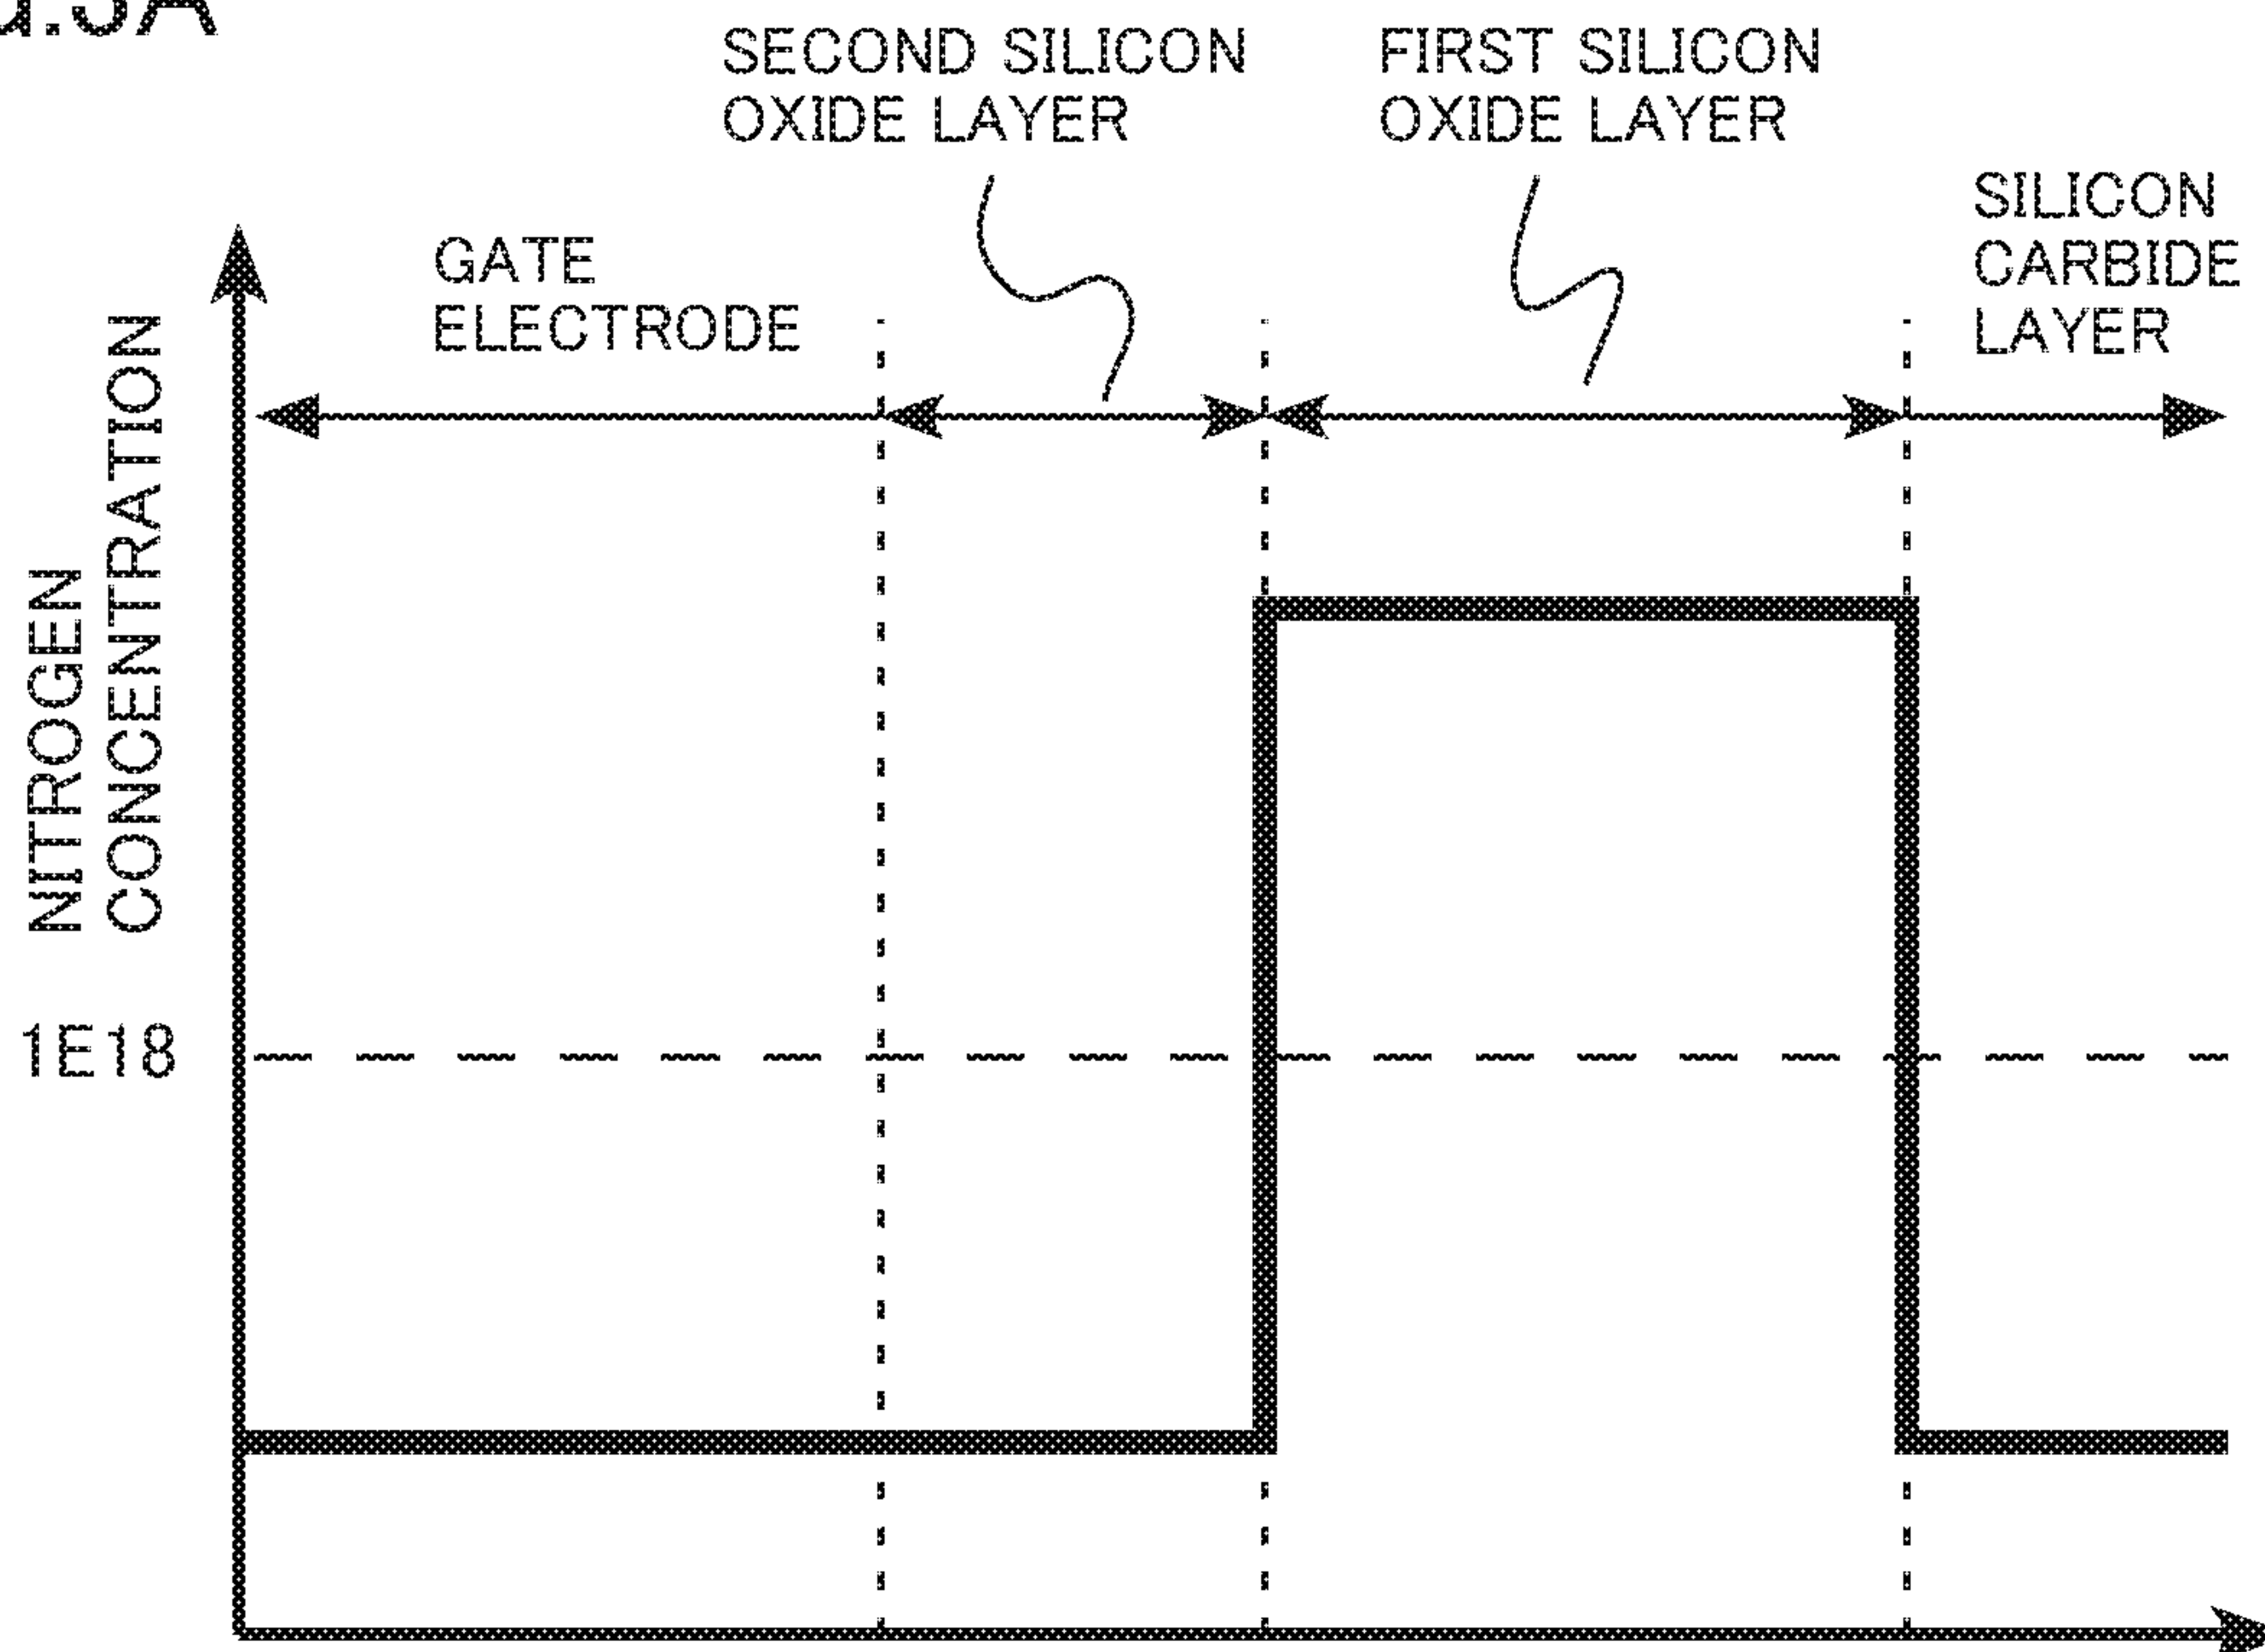 SECOND SILICON
OXIDE LAYER
FIRST SILICON
OXIDE LAYER
SILICON
CARBIDE
LAYER
GATE
ELECTRODE
NITROGEN
CONCENTRATION
1E18